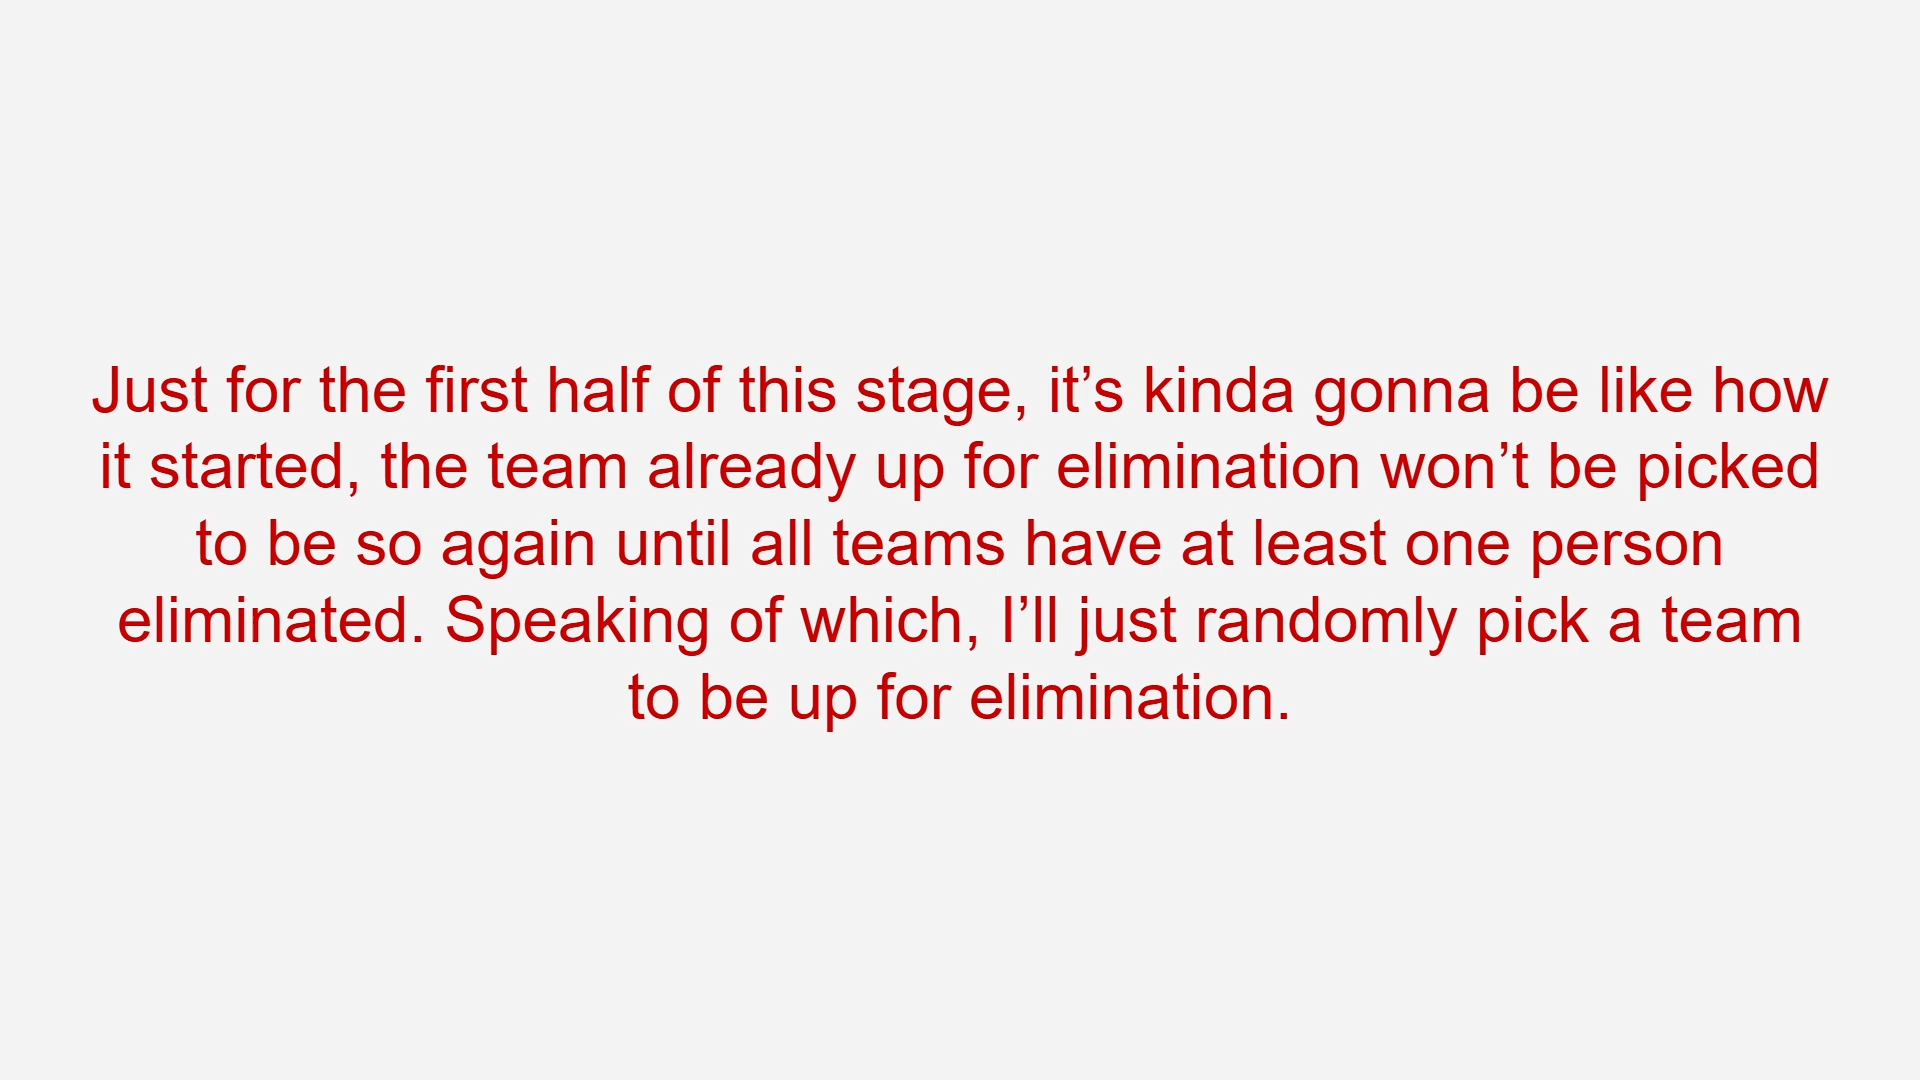 Just for the first half of this stage, it’s kinda gonna be like how
it started, the team already up for elimination won’t be picked
to be so again until all teams have at least one person
eliminated. Speaking of which, I’ll just randomly pick a team
to be up for elimination.